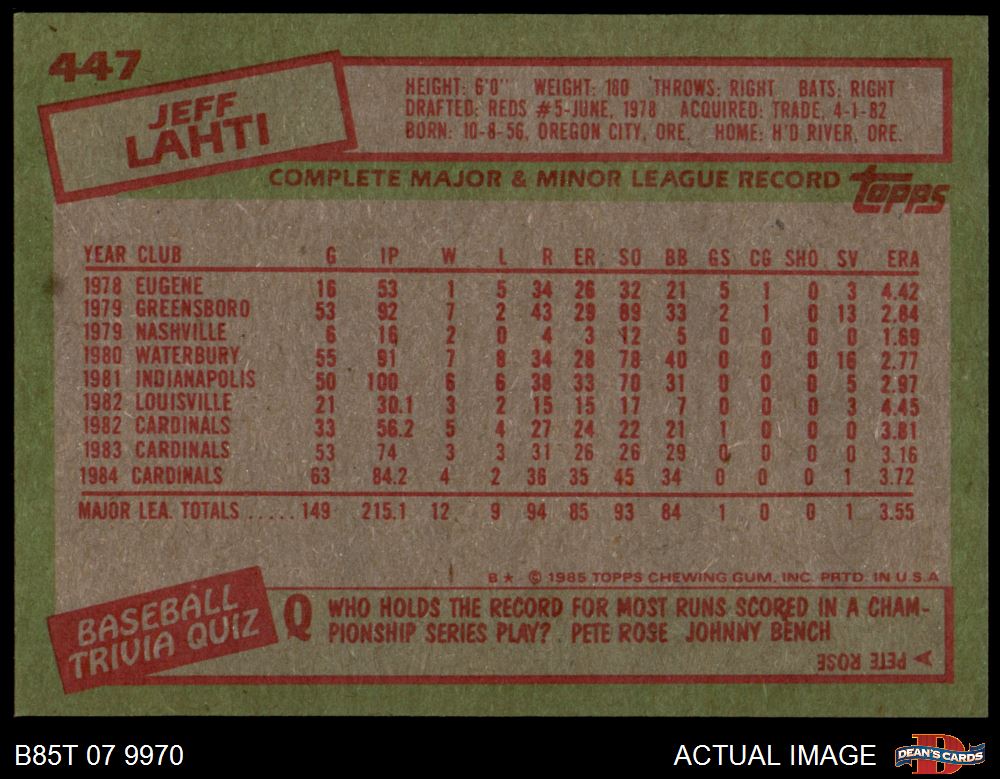 447
JEFF
LAHTI
HEIGHT: 6'0" WEIGHT: 180 THROWS: RIGHT BATS: RIGHT
DRAFTED: REDS #5-JUNE, 1978 ACQUIRED: TRADE, 4-1-82
BORN: 10-8-56, OREGON CITY, ORE. HOME: H'D RIVER, ORE.
COMPLETE MAJOR & MINOR LEAGUE RECORD
TOPPS
YEAR CLUB G IP W L R ER SO BB GS CG SHO SV ERA
1978 EUGENE 16 53 1 5 34 26 32 21 5 1 0 3 4.42
1979 GREENSBORO 53 92 7 2 43 29 89 33 2 1 0 13 2.84
1979 NASHVILLE 6 16 2 0 4 3 12 5 0 0 0 0 1.69
1980 WATERBURY 55 91 7 8 34 28 78 40 0 0 0 16 2.77
1981 INDIANAPOLIS 50 100 6 6 38 33 70 31 0 0 0 5 2.97
1982 LOUISVILLE 21 30.1 3 2 15 15 17 7 0 0 0 3 4.45
1982 CARDINALS 33 56.2 5 4 27 24 22 21 1 0 0 0 3.81
1983 CARDINALS 53 74 3 3 31 26 26 29 0 0 0 0 3.16
1984 CARDINALS 63 84.2 4 2 36 35 45 34 0 0 0 1 3.72
MAJOR LEA. TOTALS ..... 149 215.1 12 9 94 85 93 84 1 0 0 1 3.55
B★ © 1985 TOPPS CHEWING GUM, INC. PRTD. IN U.S.A
BASEBALL
TRIVIA QUIZ
Q WHO HOLDS THE RECORD FOR MOST RUNS SCORED IN A CHAM-
PIONSHIP SERIES PLAY? PETE ROSE JOHNNY BENCH
A PETE ROSE
B85T 07 9970
ACTUAL IMAGE
D
DEAN'S CARDS